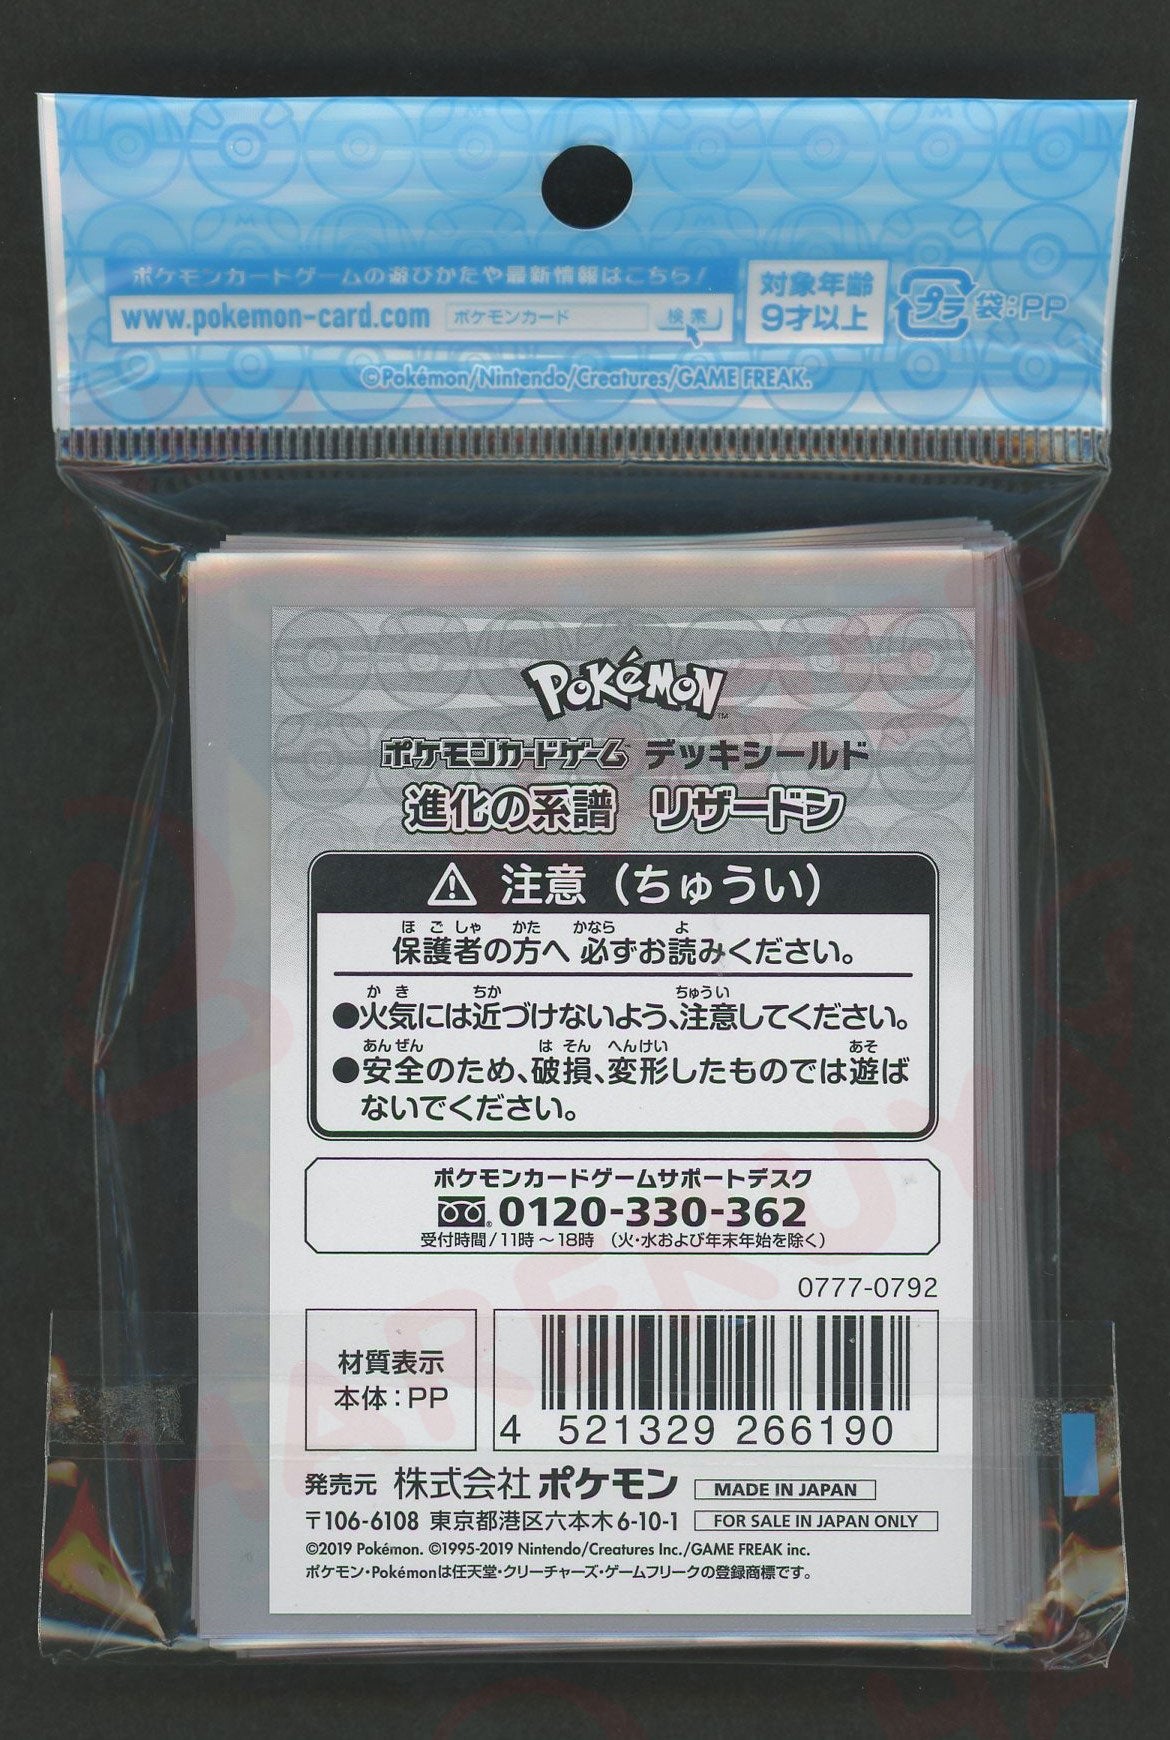 ポケモンカードゲームの遊びかたや最新情報はこちら!
www.pokemon-card.com ポケモンカード 検索
対象年齢
9才以上
プラ 袋:PP
©Pokémon/Nintendo/Creatures/GAME FREAK.
POKéMON™
ポケモンカードゲーム デッキシールド
進化の系譜 リザードン
注意(ちゅうい)
ほごしゃ かた かなら よ
保護者の方へ 必ずお読みください。
かき ちか ちゅうい
●火気には近づけないよう、注意してください。
あんぜん はそん へんけい あそ
●安全のため、破損、変形したものでは遊ば
ないでください。
ポケモンカードゲームサポートデスク
0120-330-362
受付時間/11時~18時 (火・水および年末年始を除く)
0777-0792
材質表示
本体:PP
4 521329 266190
発売元 株式会社ポケモン MADE IN JAPAN
〒106-6108 東京都港区六本木6-10-1 FOR SALE IN JAPAN ONLY
©2019 Pokémon. ©1995-2019 Nintendo/Creatures Inc./GAME FREAK inc.
ポケモン・Pokémonは任天堂・クリーチャーズ・ゲームフリークの登録商標です。
HARERUYA